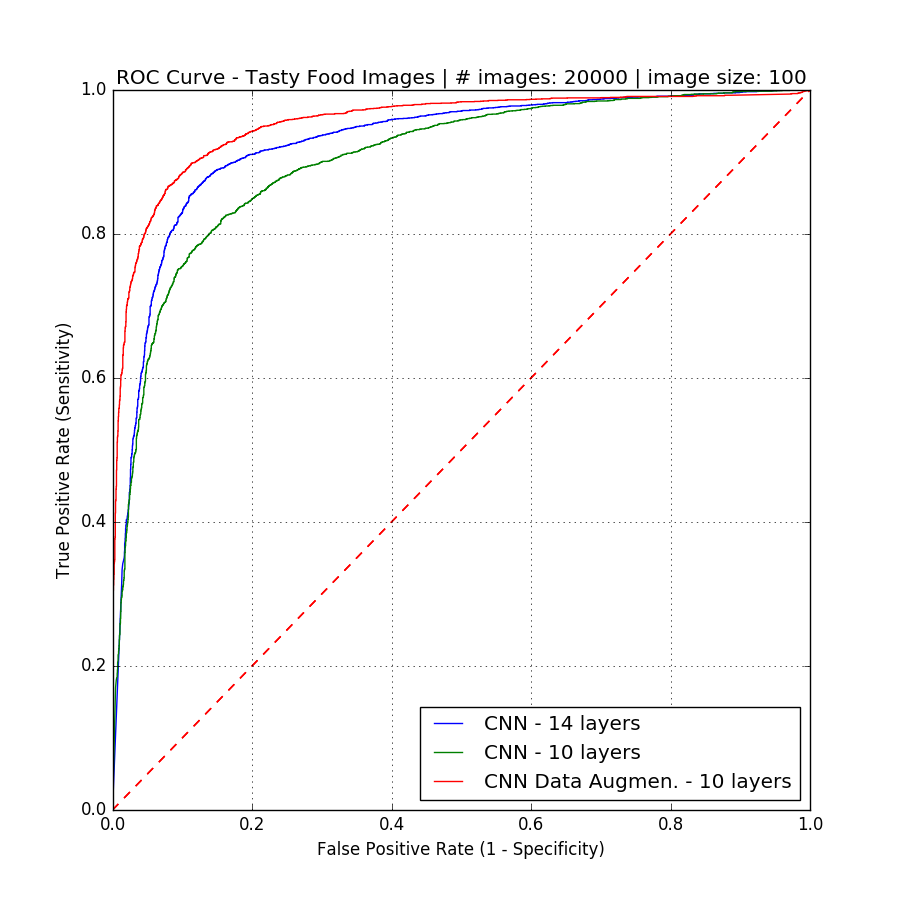 ROC Curve - Tasty Food Images | # images: 20000 | image size: 100
1.0
0.8
0.6
0.4
0.2
0.0
True Positive Rate (Sensitivity)
CNN - 14 layers
CNN - 10 layers
CNN Data Augmen. - 10 layers
0.0 0.2 0.4 0.6 0.8 1.0
False Positive Rate (1 - Specificity)